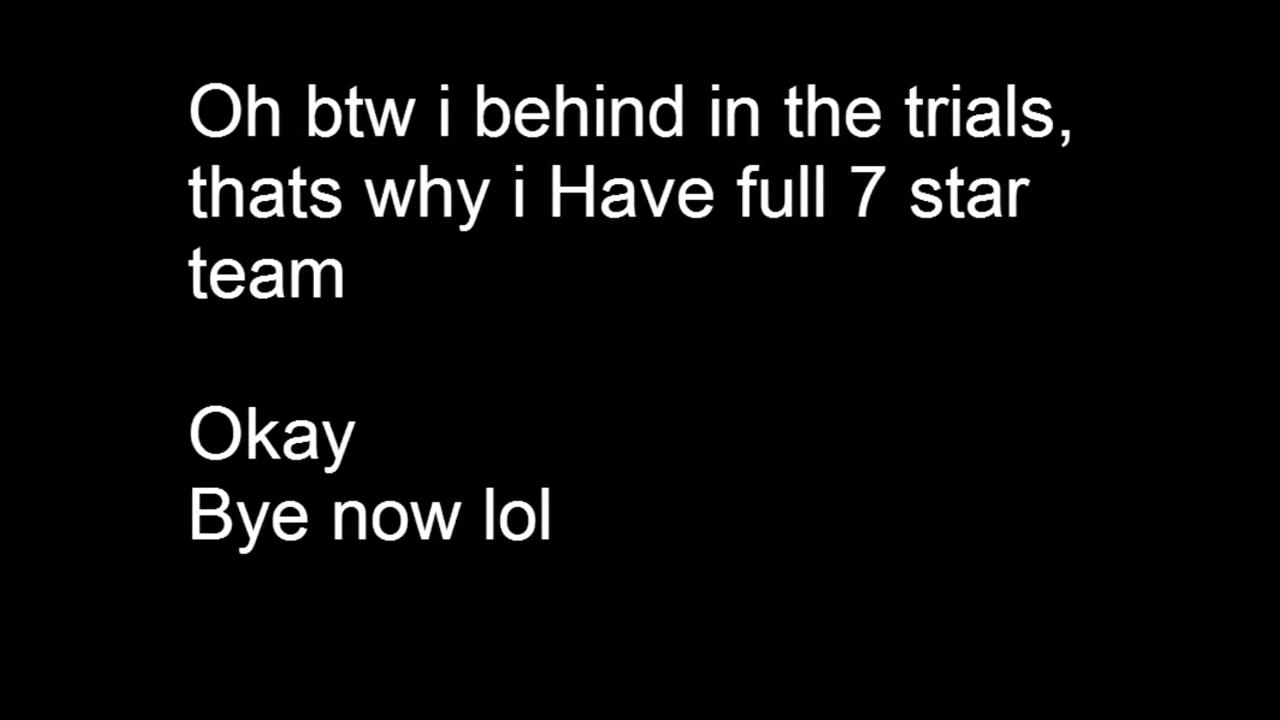 Oh btw i behind in the trials,
thats why i Have full 7 star
team
Okay
Bye now lol